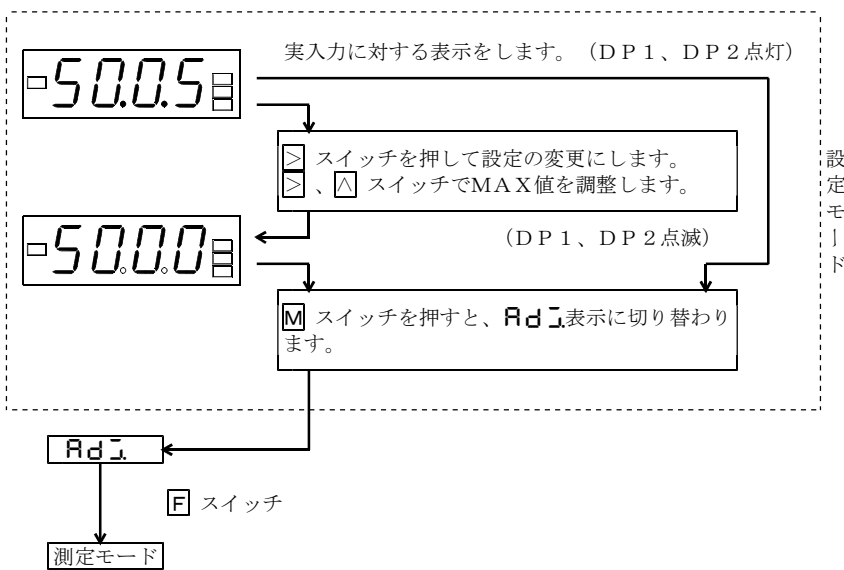 実入力に対する表示をします。（ＤＰ１、ＤＰ２点灯）
-50.0.5
> スイッチを押して設定の変更にします。
> 、∧ スイッチでＭＡＸ値を調整します。
設定モード
-50.0.0
（ＤＰ１、ＤＰ２点滅）
M スイッチを押すと、Adj.表示に切り替わり
ます。
Adj.
F スイッチ
測定モード